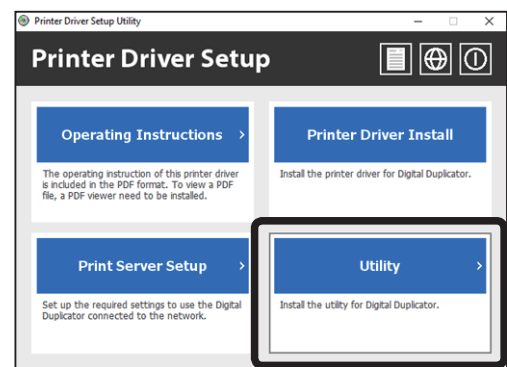 Printer Driver Setup Utility
Printer Driver Setup
Operating Instructions
The operating instruction of this printer driver
is included in the PDF format. To view a PDF
file, a PDF viewer need to be installed.
Printer Driver Install
Install the printer driver for Digital Duplicator.
Print Server Setup
Set up the required settings to use the Digital
Duplicator connected to the network.
Utility
Install the utility for Digital Duplicator.